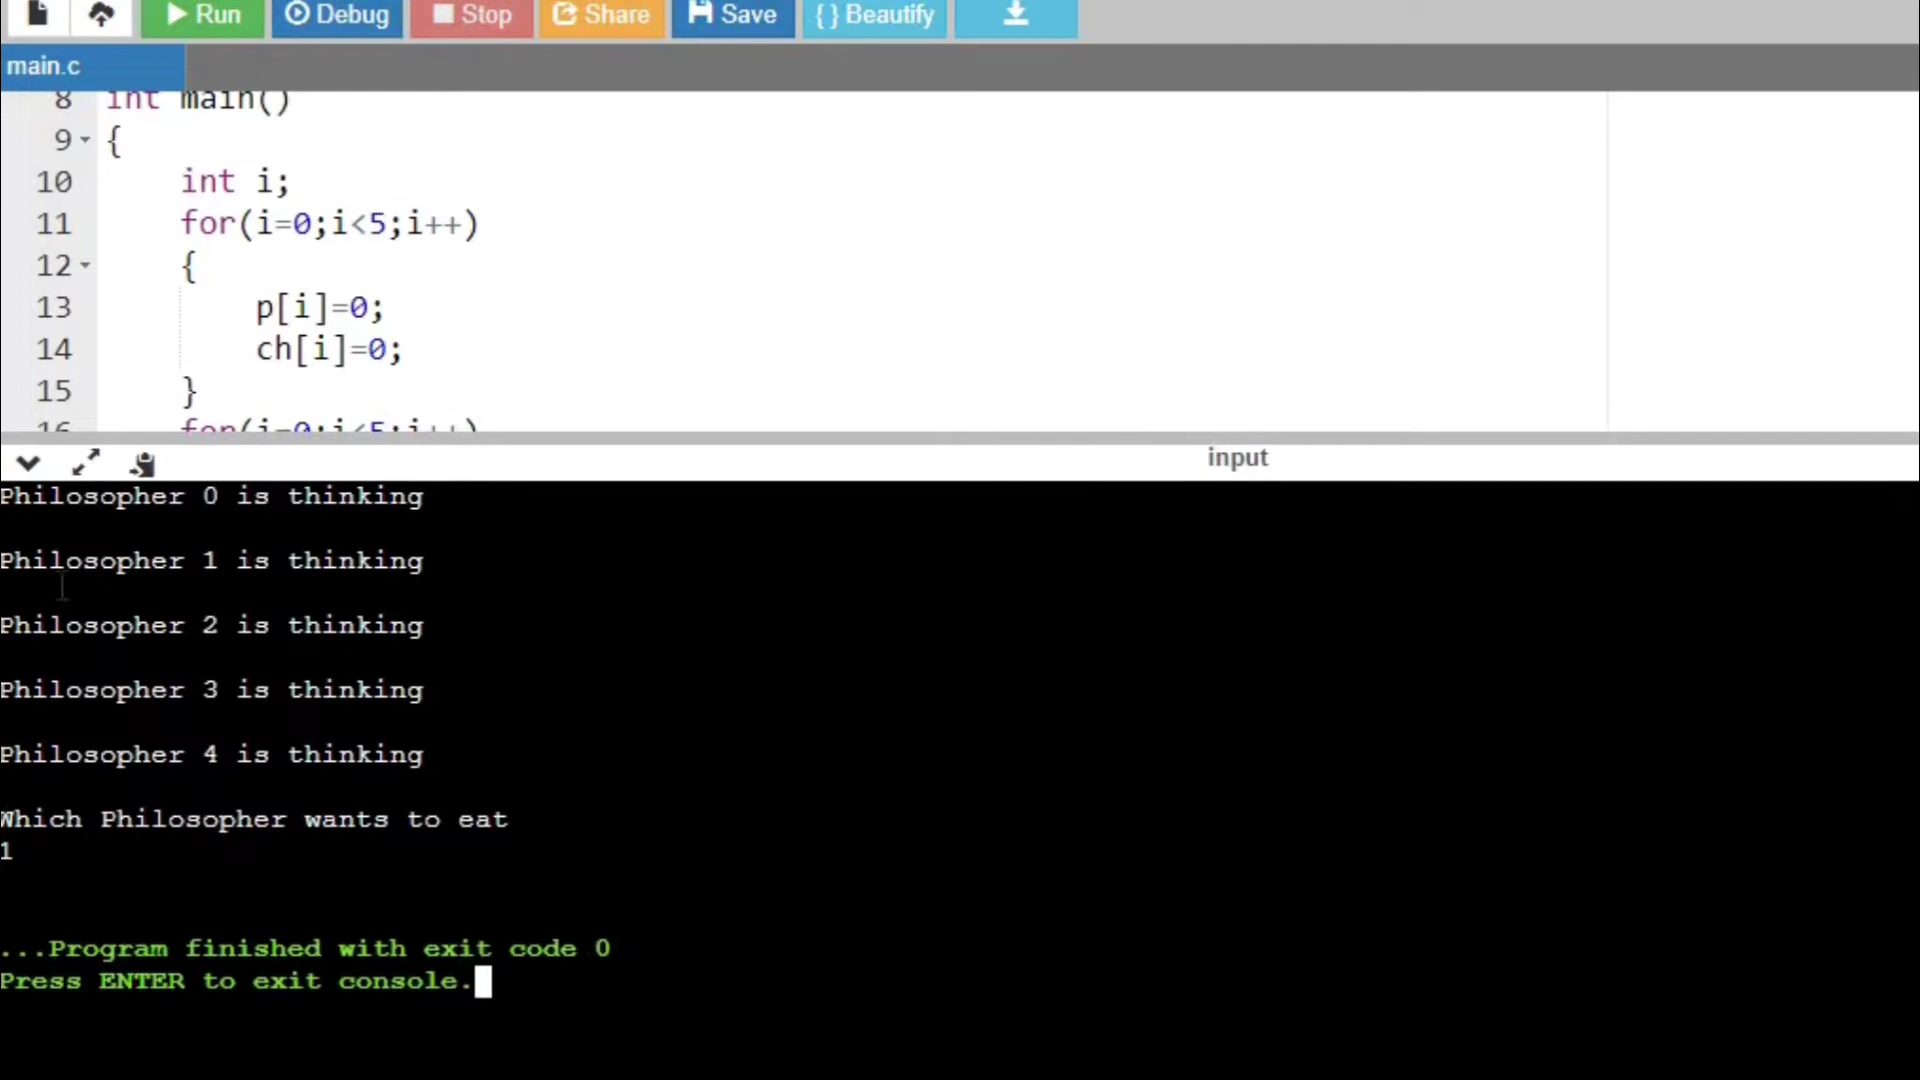 Run Debug Stop Share Save { } Beautify
main.c
8 int main()
9 {
10 int i;
11 for(i=0;i<5;i++)
12 {
13 p[i]=0;
14 ch[i]=0;
15 }
16 for(i=0;i<5;i++)
input
Philosopher 0 is thinking
Philosopher 1 is thinking
Philosopher 2 is thinking
Philosopher 3 is thinking
Philosopher 4 is thinking
Which Philosopher wants to eat
1
...Program finished with exit code 0
Press ENTER to exit console.